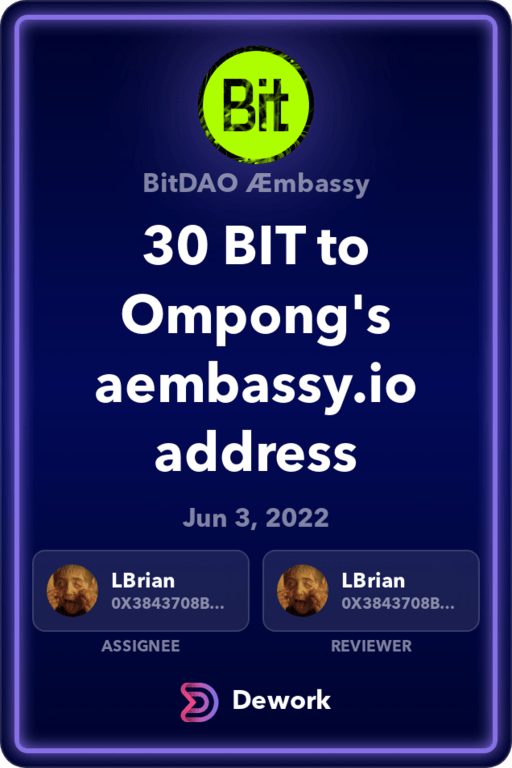 Bit
BitDAO Æmbassy
30 BIT to
Ompong's
aembassy.io
address
Jun 3, 2022
LBrian
0X3843708B...
ASSIGNEE
LBrian
0X3843708B...
REVIEWER
Dework